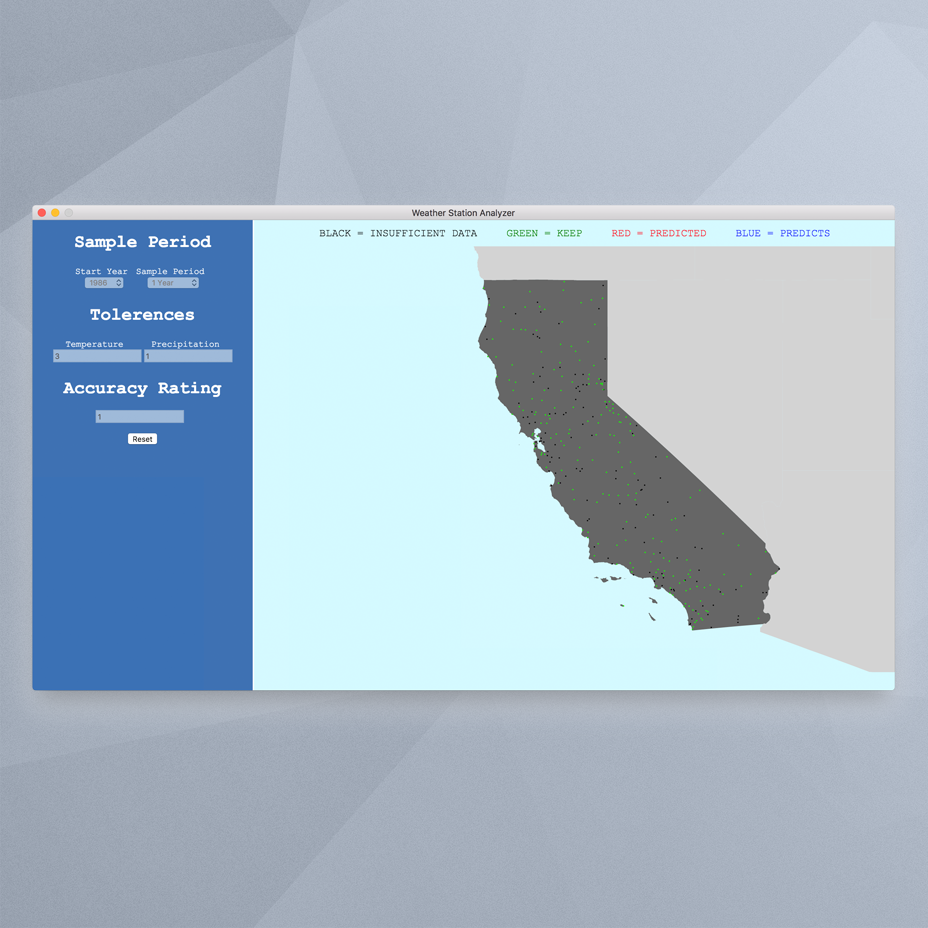 Weather Station Analyzer
BLACK = INSUFFICIENT DATA GREEN = KEEP RED = PREDICTED BLUE = PREDICTS
Sample Period
Start Year Sample Period
1986 1 Year
Tolerences
Temperature Precipitation
3 1
Accuracy Rating
1
Reset